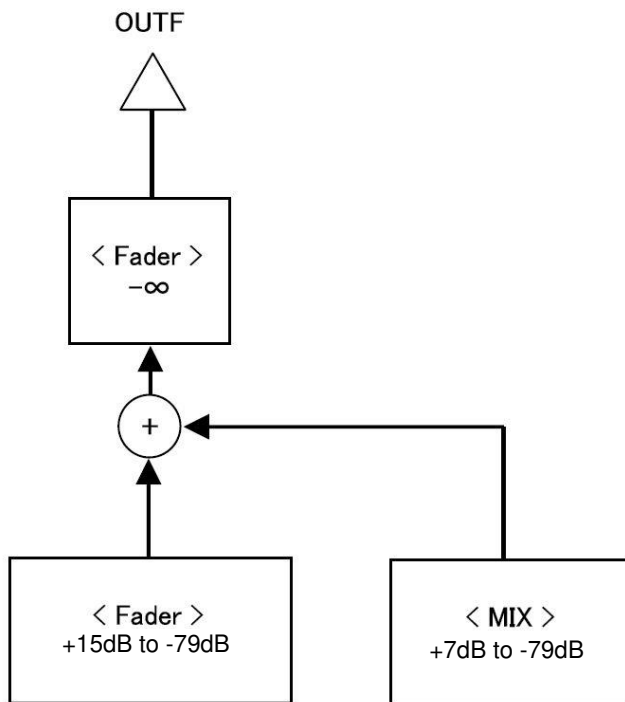 OUTF
< Fader >
-∞
+
< Fader >
+15dB to -79dB
< MIX >
+7dB to -79dB